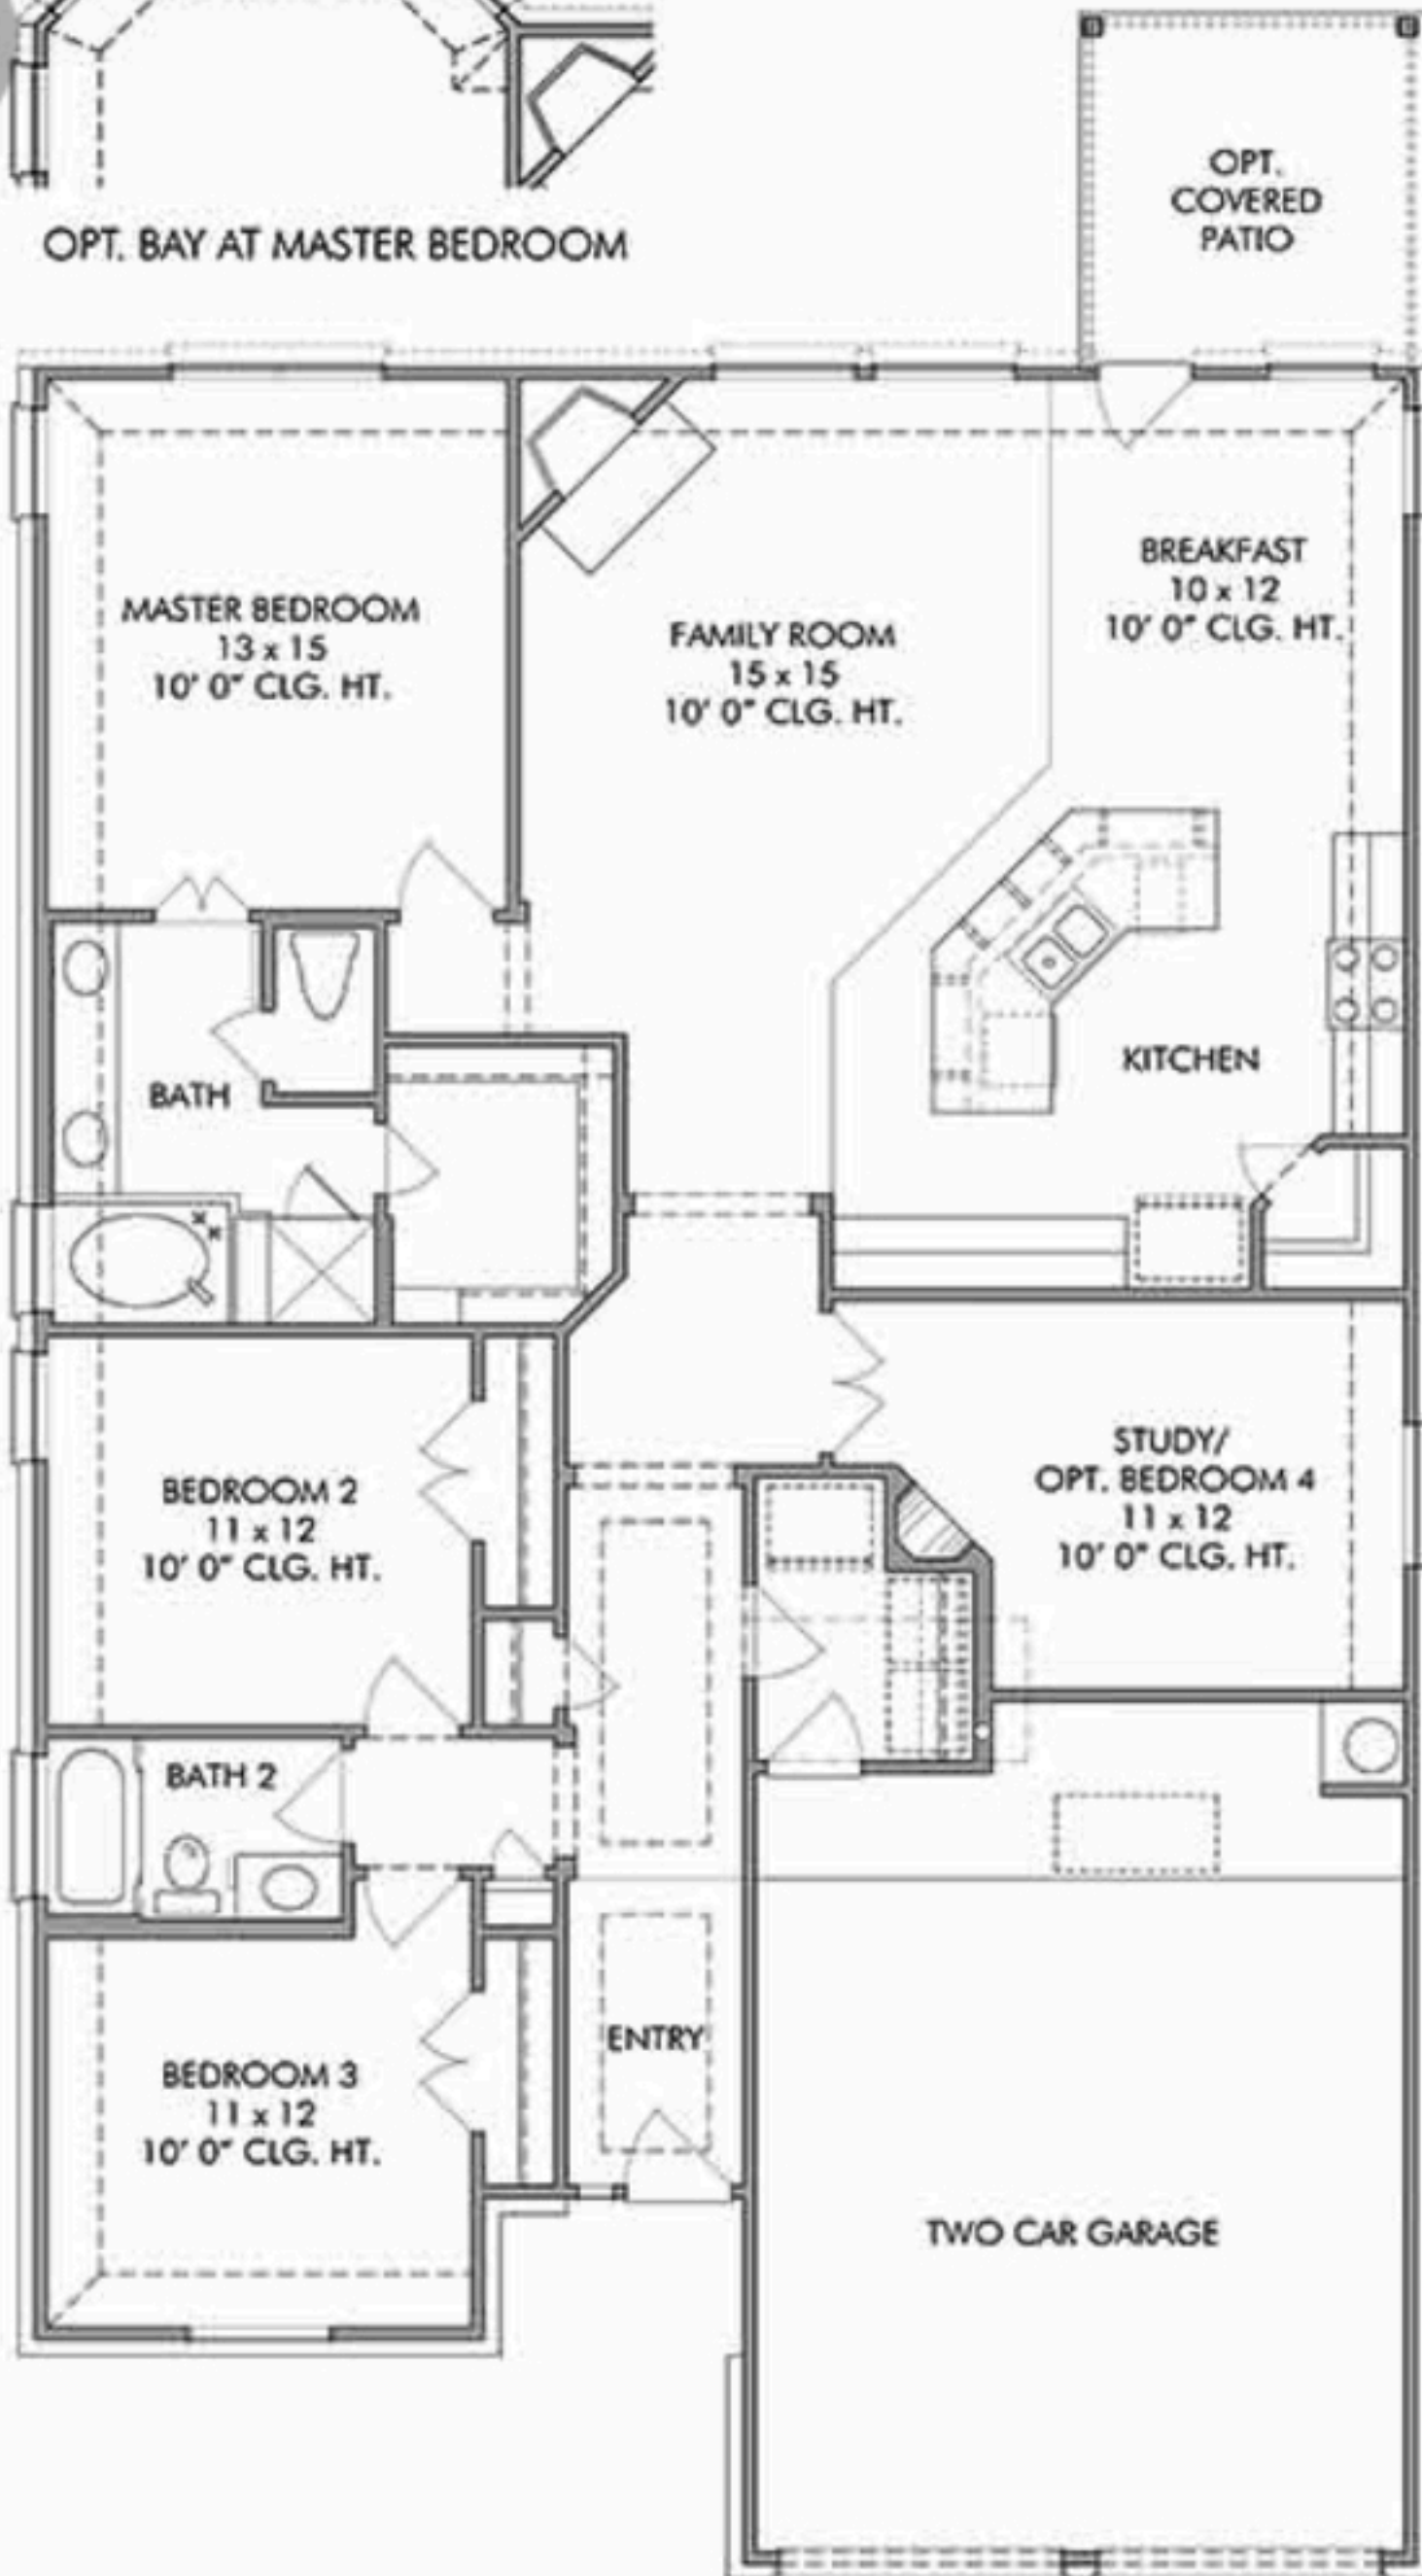 OPT.
COVERED
PATIO
OPT. BAY AT MASTER BEDROOM
MASTER BEDROOM
13 x 15
10' 0" CLG. HT.
FAMILY ROOM
15 x 15
10' 0" CLG. HT.
BREAKFAST
10 x 12
10' 0" CLG. HT.
BATH
KITCHEN
BEDROOM 2
11 x 12
10' 0" CLG. HT.
STUDY/
OPT. BEDROOM 4
11 x 12
10' 0" CLG. HT.
BATH 2
ENTRY
BEDROOM 3
11 x 12
10' 0" CLG. HT.
TWO CAR GARAGE